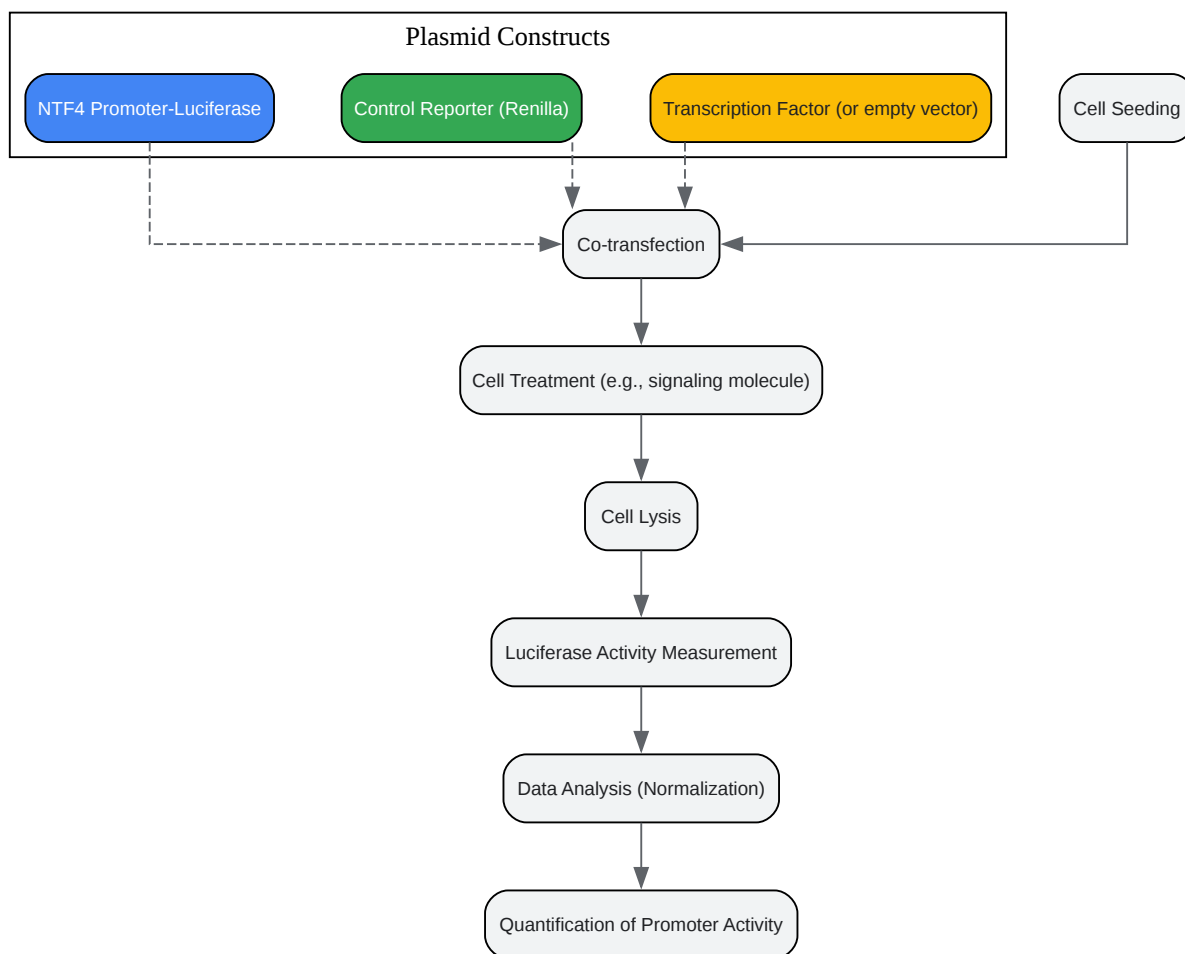 Plasmid Constructs
NTF4 Promoter-Luciferase
Control Reporter (Renilla)
Transcription Factor (or empty vector)
Cell Seeding
Co-transfection
Cell Treatment (e.g., signaling molecule)
Cell Lysis
Luciferase Activity Measurement
Data Analysis (Normalization)
Quantification of Promoter Activity